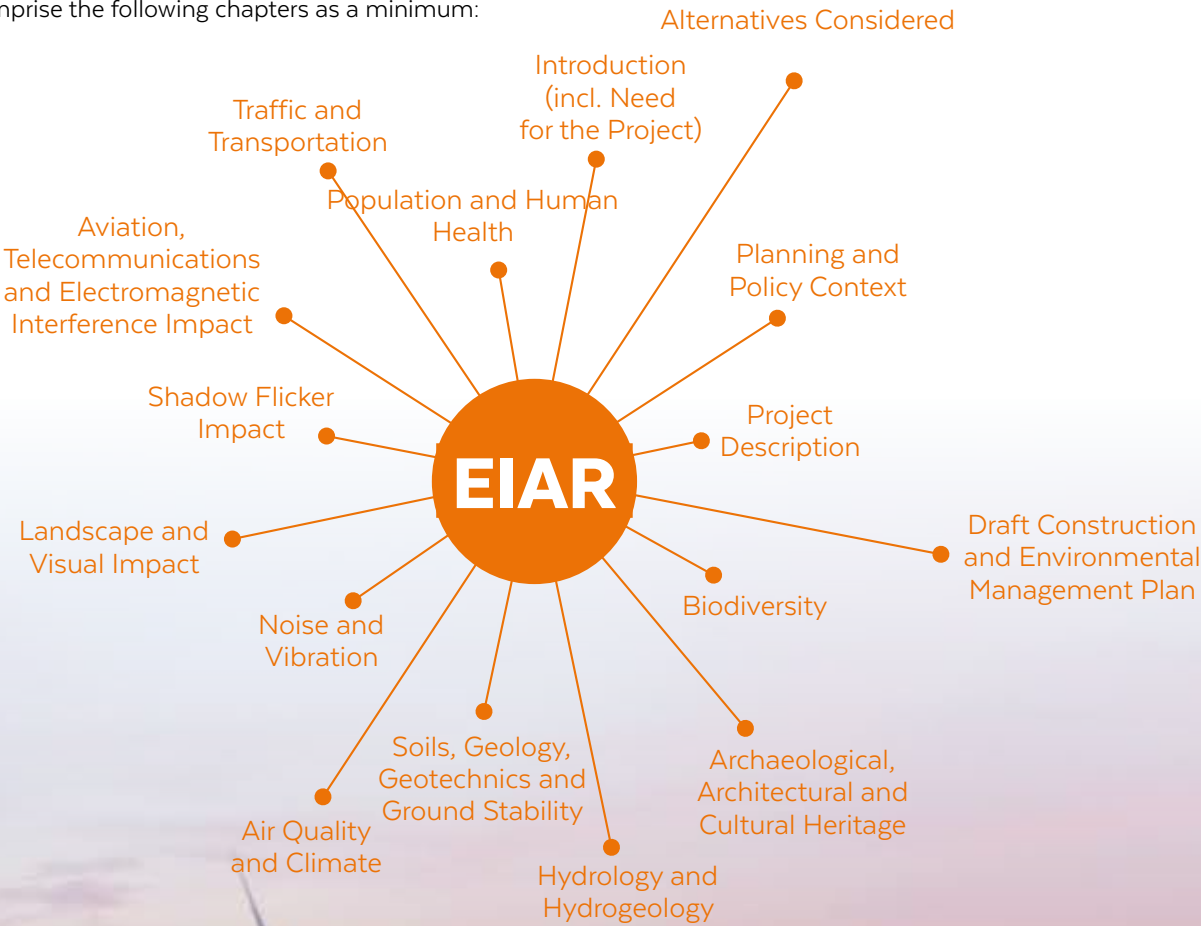 mprise the following chapters as a minimum:
Alternatives Considered
Introduction
(incl. Need
for the Project)
Traffic and
Transportation
Population and Human
Health
Aviation,
Telecommunications
and Electromagnetic
Interference Impact
Planning and
Policy Context
Shadow Flicker
Impact
Project
Description
EIAR
Landscape and
Visual Impact
Draft Construction
and Environmental
Management Plan
Biodiversity
Noise and
Vibration
Soils, Geology,
Geotechnics and
Ground Stability
Archaeological,
Architectural and
Cultural Heritage
Air Quality
and Climate
Hydrology and
Hydrogeology